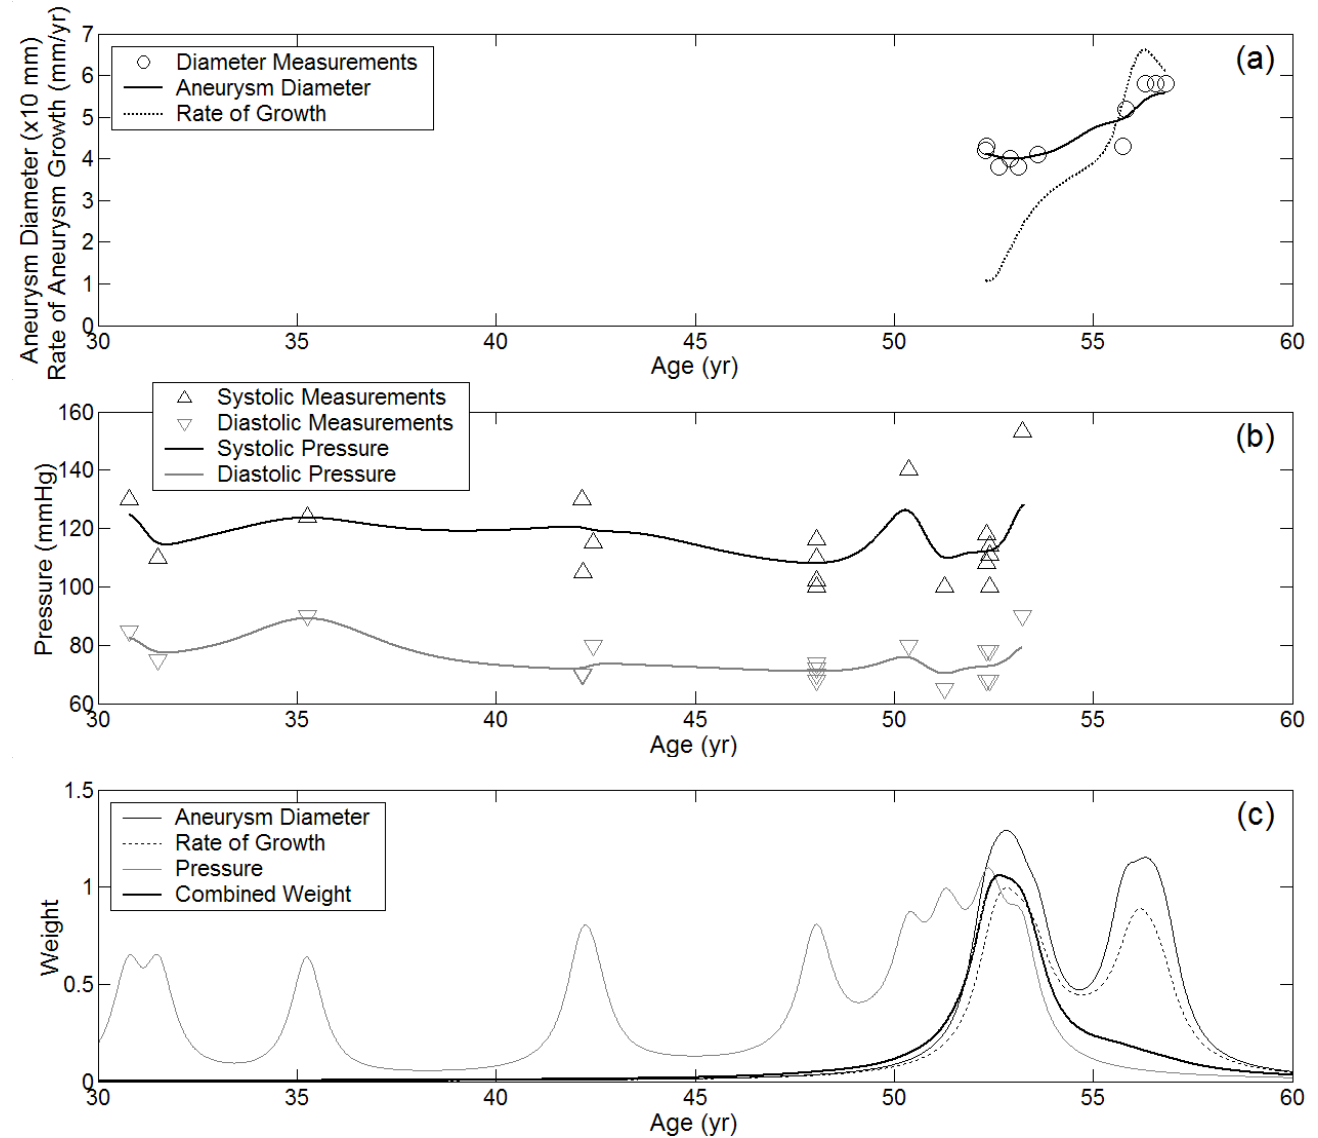 Aneurysm Diameter (x10 mm)
Rate of Aneurysm Growth (mm/yr)
7
6
5
4
3
2
1
0
(a)
Diameter Measurements
Aneurysm Diameter
Rate of Growth
30 35 40 45 50 55 60
Age (yr)
Systolic Measurements
Diastolic Measurements
Systolic Pressure
Diastolic Pressure
(b)
Pressure (mmHg)
160
140
120
100
80
60
30 35 40 45 50 55 60
Age (yr)
Weight
1.5
1
0.5
0
(c)
Aneurysm Diameter
Rate of Growth
Pressure
Combined Weight
30 35 40 45 50 55 60
Age (yr)